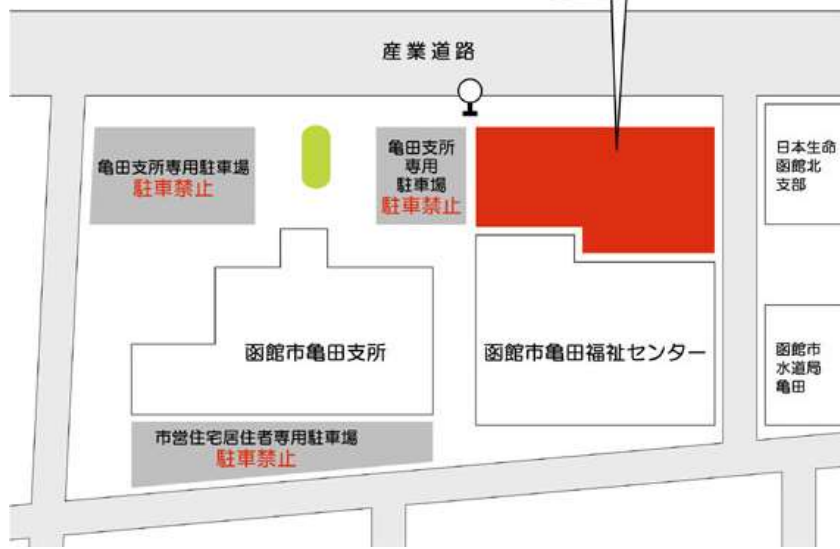 産業道路
亀田支所専用駐車場
駐車禁止
亀田支所
専用
駐車場
駐車禁止
日本生命
函館北
支部
函館市亀田支所
函館市亀田福祉センター
函館市
水道局
亀田
市営住宅居住者専用駐車場
駐車禁止